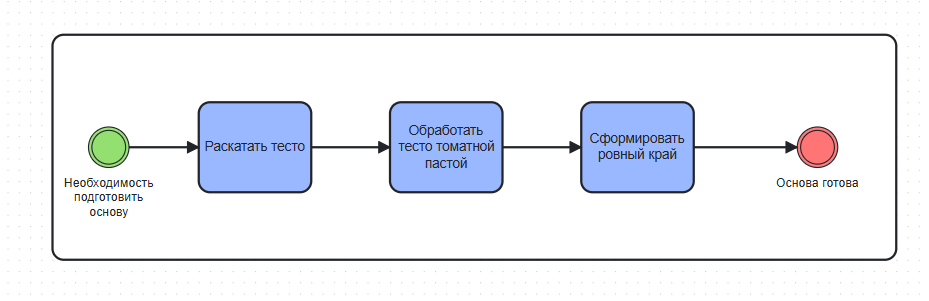 Необходимость
подготовить
основу
Раскатать тесто
Обработать
тесто томатной
пастой
Сформировать
ровный край
Основа готова